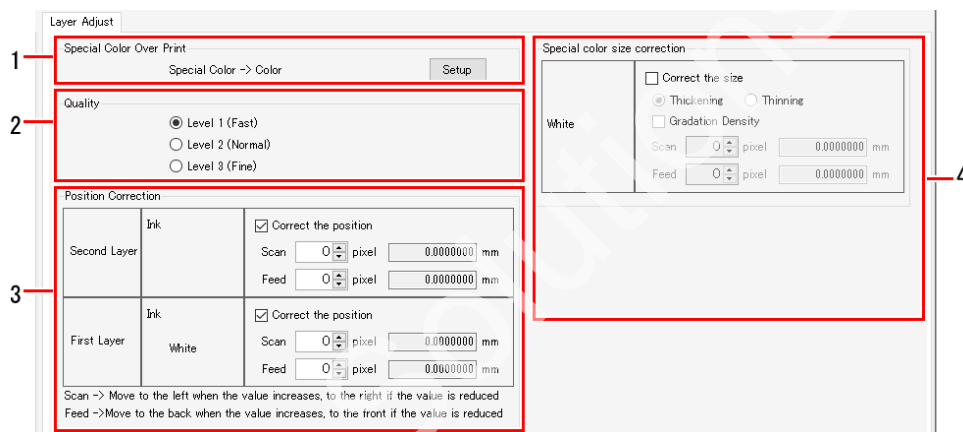 Layer Adjust
1
Special Color Over Print
Special Color -> Color
Setup
2
Quality
Level 1 (Fast)
Level 2 (Normal)
Level 3 (Fine)
3
Position Correction
Second Layer
Ink
Correct the position
Scan 0 pixel 0.0000000 mm
Feed 0 pixel 0.0000000 mm
First Layer
Ink
White
Correct the position
Scan 0 pixel 0.0000000 mm
Feed 0 pixel 0.0000000 mm
Scan -> Move to the left when the value increases, to the right if the value is reduced
Feed ->Move to the back when the value increases, to the front if the value is reduced
Special color size correction
White
Correct the size
Thickening Thinning
Gradation Density
Scan 0 pixel 0.0000000 mm
Feed 0 pixel 0.0000000 mm
4